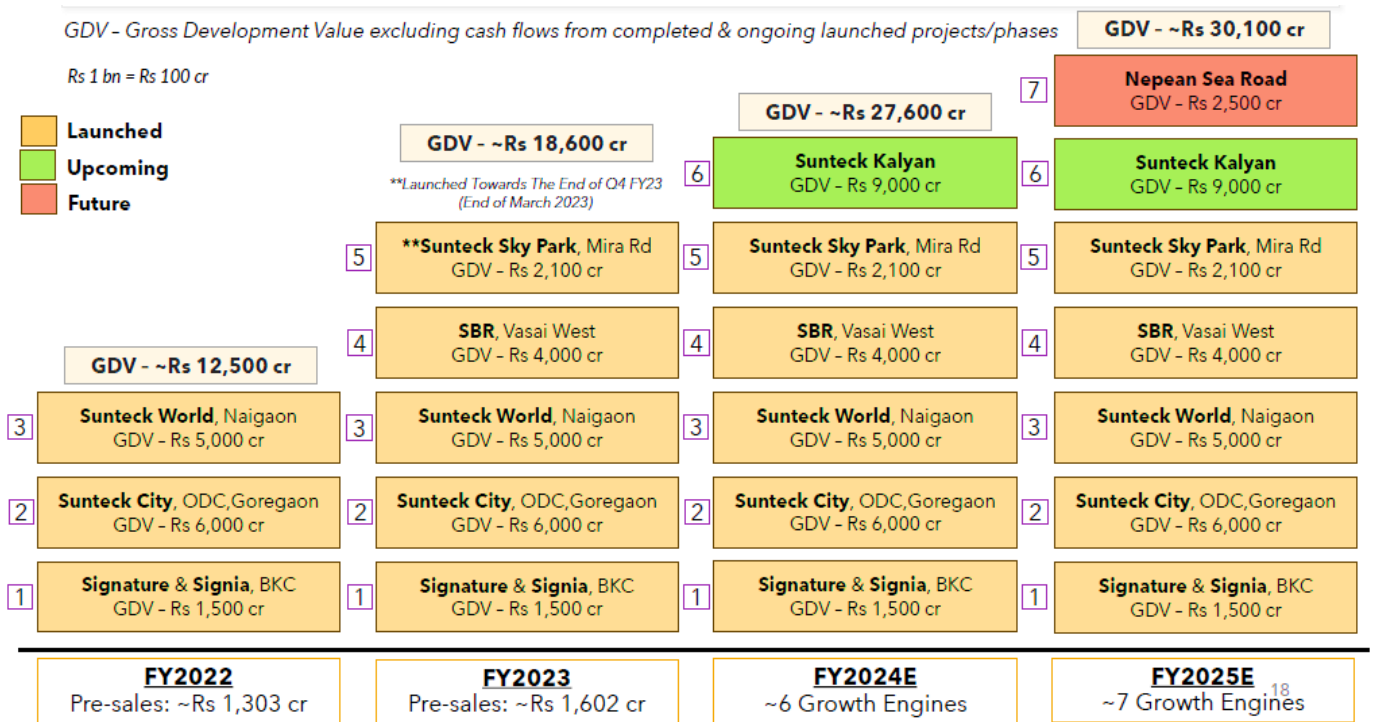 GDV – Gross Development Value excluding cash flows from completed & ongoing launched projects/phases
Rs 1 bn = Rs 100 cr
Launched
Upcoming
Future
GDV - ~Rs 12,500 cr
3
Sunteck World, Naigaon
GDV – Rs 5,000 cr
2
Sunteck City, ODC,Goregaon
GDV – Rs 6,000 cr
1
Signature & Signia, BKC
GDV – Rs 1,500 cr
FY2022
Pre-sales: ~Rs 1,303 cr
GDV - ~Rs 18,600 cr
**Launched Towards The End of Q4 FY23
(End of March 2023)
5
**Sunteck Sky Park, Mira Rd
GDV – Rs 2,100 cr
4
SBR, Vasai West
GDV – Rs 4,000 cr
3
Sunteck World, Naigaon
GDV – Rs 5,000 cr
2
Sunteck City, ODC,Goregaon
GDV – Rs 6,000 cr
1
Signature & Signia, BKC
GDV – Rs 1,500 cr
FY2023
Pre-sales: ~Rs 1,602 cr
GDV - ~Rs 27,600 cr
6
Sunteck Kalyan
GDV – Rs 9,000 cr
5
Sunteck Sky Park, Mira Rd
GDV – Rs 2,100 cr
4
SBR, Vasai West
GDV – Rs 4,000 cr
3
Sunteck World, Naigaon
GDV – Rs 5,000 cr
2
Sunteck City, ODC,Goregaon
GDV – Rs 6,000 cr
1
Signature & Signia, BKC
GDV – Rs 1,500 cr
FY2024E
~6 Growth Engines
GDV - ~Rs 30,100 cr
7
Nepean Sea Road
GDV – Rs 2,500 cr
6
Sunteck Kalyan
GDV – Rs 9,000 cr
5
Sunteck Sky Park, Mira Rd
GDV – Rs 2,100 cr
4
SBR, Vasai West
GDV – Rs 4,000 cr
3
Sunteck World, Naigaon
GDV – Rs 5,000 cr
2
Sunteck City, ODC,Goregaon
GDV – Rs 6,000 cr
1
Signature & Signia, BKC
GDV – Rs 1,500 cr
FY2025E
~7 Growth Engines
18